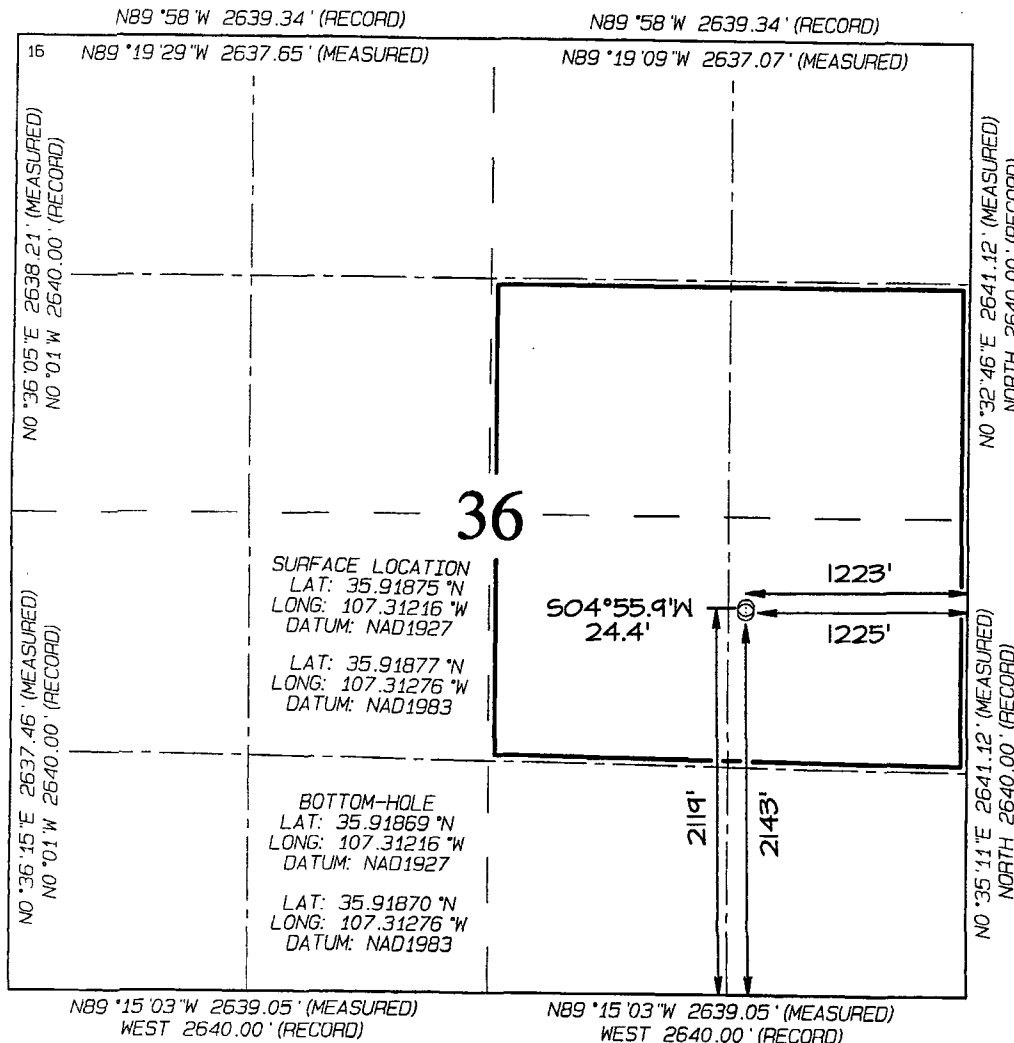 N89°58'W 2639.34' (RECORD)
N89°58'W 2639.34' (RECORD)
16
N89°19'29"W 2637.65' (MEASURED)
N89°19'09"W 2637.07' (MEASURED)
N0°36'05"E 2638.21' (MEASURED)
N0°01'W 2640.00' (RECORD)
N0°32'46"E 2641.12' (MEASURED)
NORTH 2640.00' (RECORD)
36
SURFACE LOCATION
LAT: 35.91875°N
LONG: 107.31216°W
DATUM: NAD1927
LAT: 35.91877°N
LONG: 107.31276°W
DATUM: NAD1983
1223'
S04°55.9'W
24.4'
1225'
N0°36'15"E 2637.46' (MEASURED)
N0°01'W 2640.00' (RECORD)
BOTTOM-HOLE
LAT: 35.91869°N
LONG: 107.31216°W
DATUM: NAD1927
LAT: 35.91870°N
LONG: 107.31276°W
DATUM: NAD1983
2119'
2143'
N0°35'11"E 2641.12' (MEASURED)
NORTH 2640.00' (RECORD)
N89°15'03"W 2639.05' (MEASURED)
WEST 2640.00' (RECORD)
N89°15'03"W 2639.05' (MEASURED)
WEST 2640.00' (RECORD)